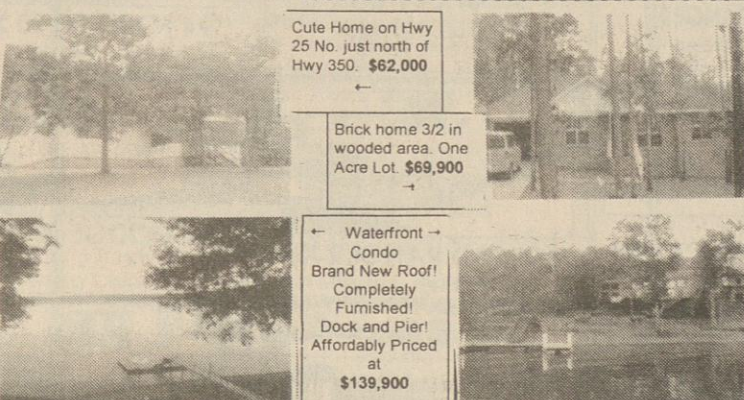 Cute Home on Hwy
25 No. just north of
Hwy 350. $62,000
←
Brick home 3/2 in
wooded area. One
Acre Lot. $69,900
→
← Waterfront →
Condo
Brand New Roof!
Completely
Furnished!
Dock and Pier!
Affordably Priced
at
$139,900